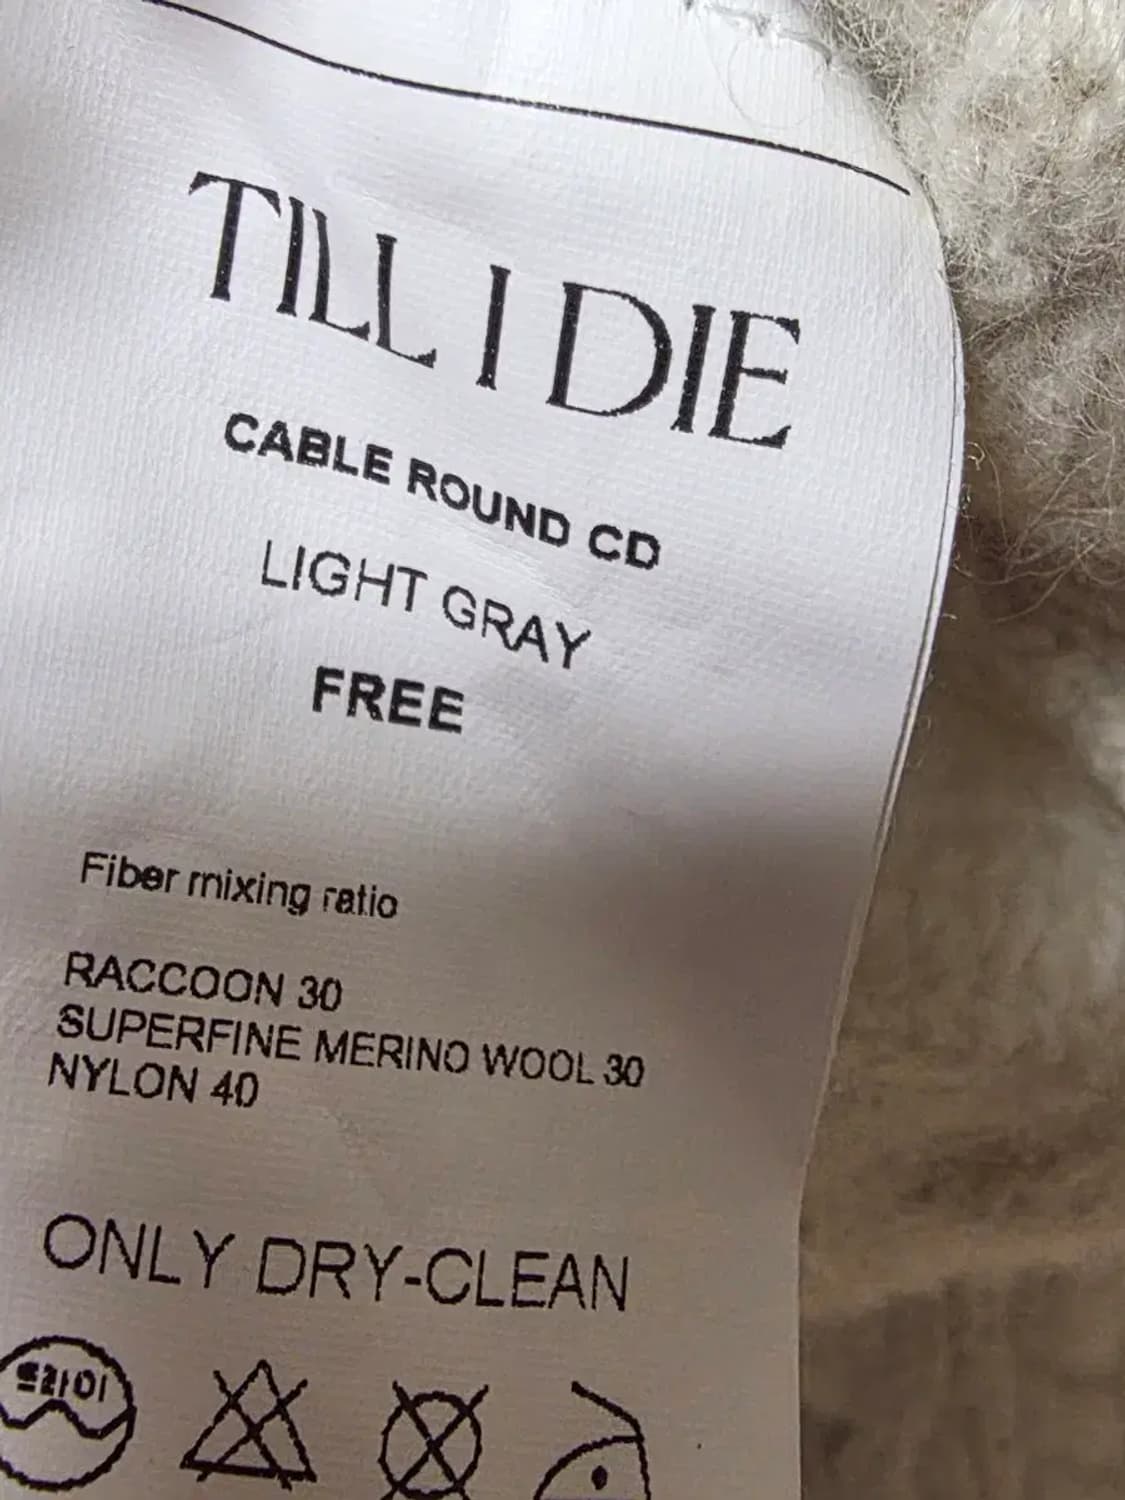 TILL I DIE
CABLE ROUND CD
LIGHT GRAY
FREE
Fiber mixing ratio
RACCOON 30
SUPERFINE MERINO WOOL 30
NYLON 40
ONLY DRY-CLEAN
드라이